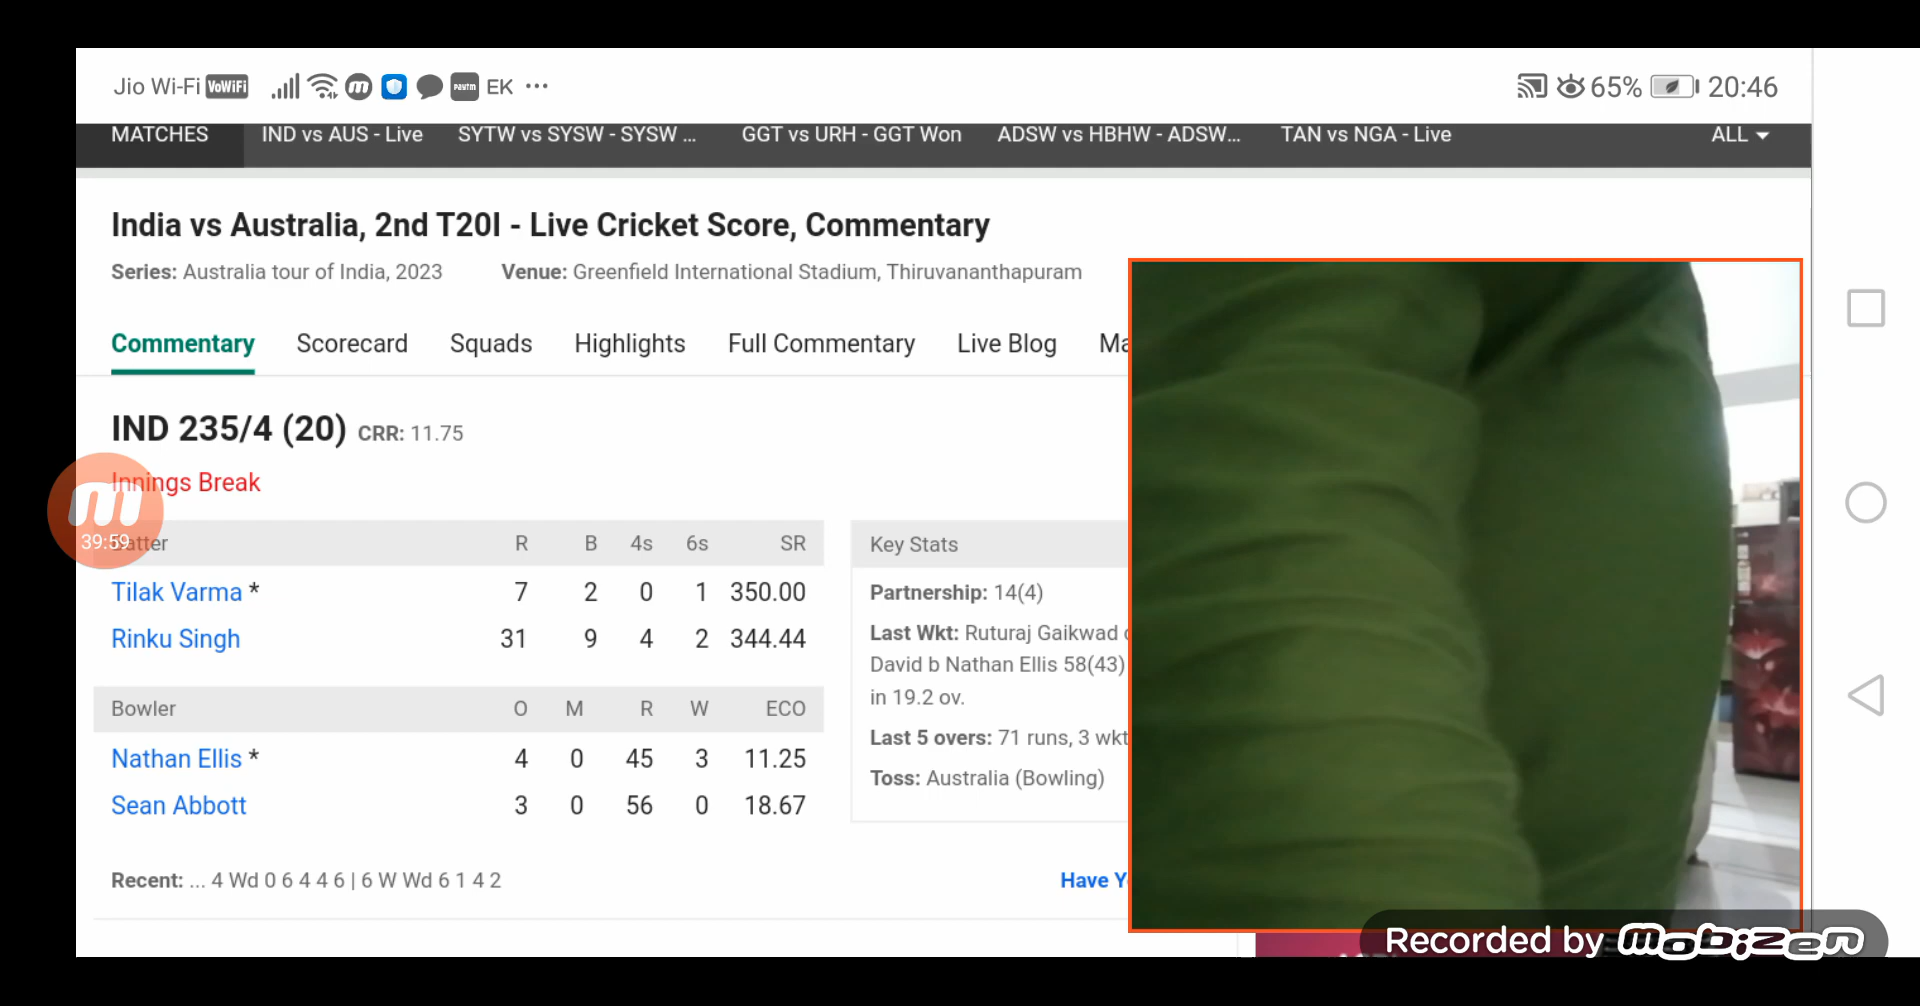 Jio Wi-Fi VoWiFi m Paytm EK ... 65% 20:46
MATCHES IND vs AUS - Live SYTW vs SYSW - SYSW ... GGT vs URH - GGT Won ADSW vs HBHW - ADSW... TAN vs NGA - Live ALL
India vs Australia, 2nd T20I - Live Cricket Score, Commentary
Series: Australia tour of India, 2023 Venue: Greenfield International Stadium, Thiruvananthapuram
Commentary Scorecard Squads Highlights Full Commentary Live Blog Ma
IND 235/4 (20) CRR: 11.75
Innings Break
39:59
Batter R B 4s 6s SR
Tilak Varma * 7 2 0 1 350.00
Rinku Singh 31 9 4 2 344.44
Bowler O M R W ECO
Nathan Ellis * 4 0 45 3 11.25
Sean Abbott 3 0 56 0 18.67
Key Stats
Partnership: 14(4)
Last Wkt: Ruturaj Gaikwad c
David b Nathan Ellis 58(43)
in 19.2 ov.
Last 5 overs: 71 runs, 3 wkt
Toss: Australia (Bowling)
Recent: ... 4 Wd 0 6 4 4 6 | 6 W Wd 6 1 4 2
Have Y
Recorded by mobizen